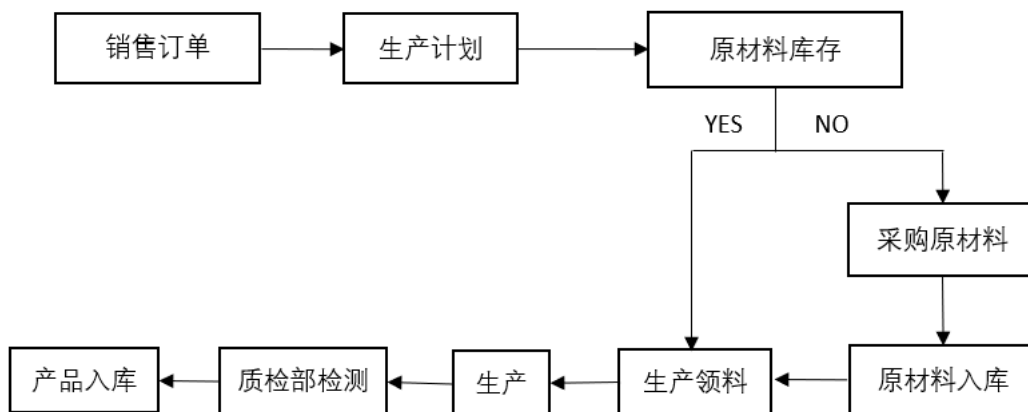 销售订单
生产计划
原材料库存
YES
NO
采购原材料
产品入库
质检部检测
生产
生产领料
原材料入库